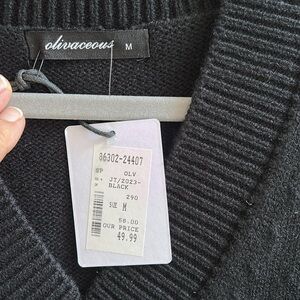 olivaceous M
36302-24407
OLV
JT/2023-
BLACK
290
SIZE M
58.00
OUR PRICE
49.99